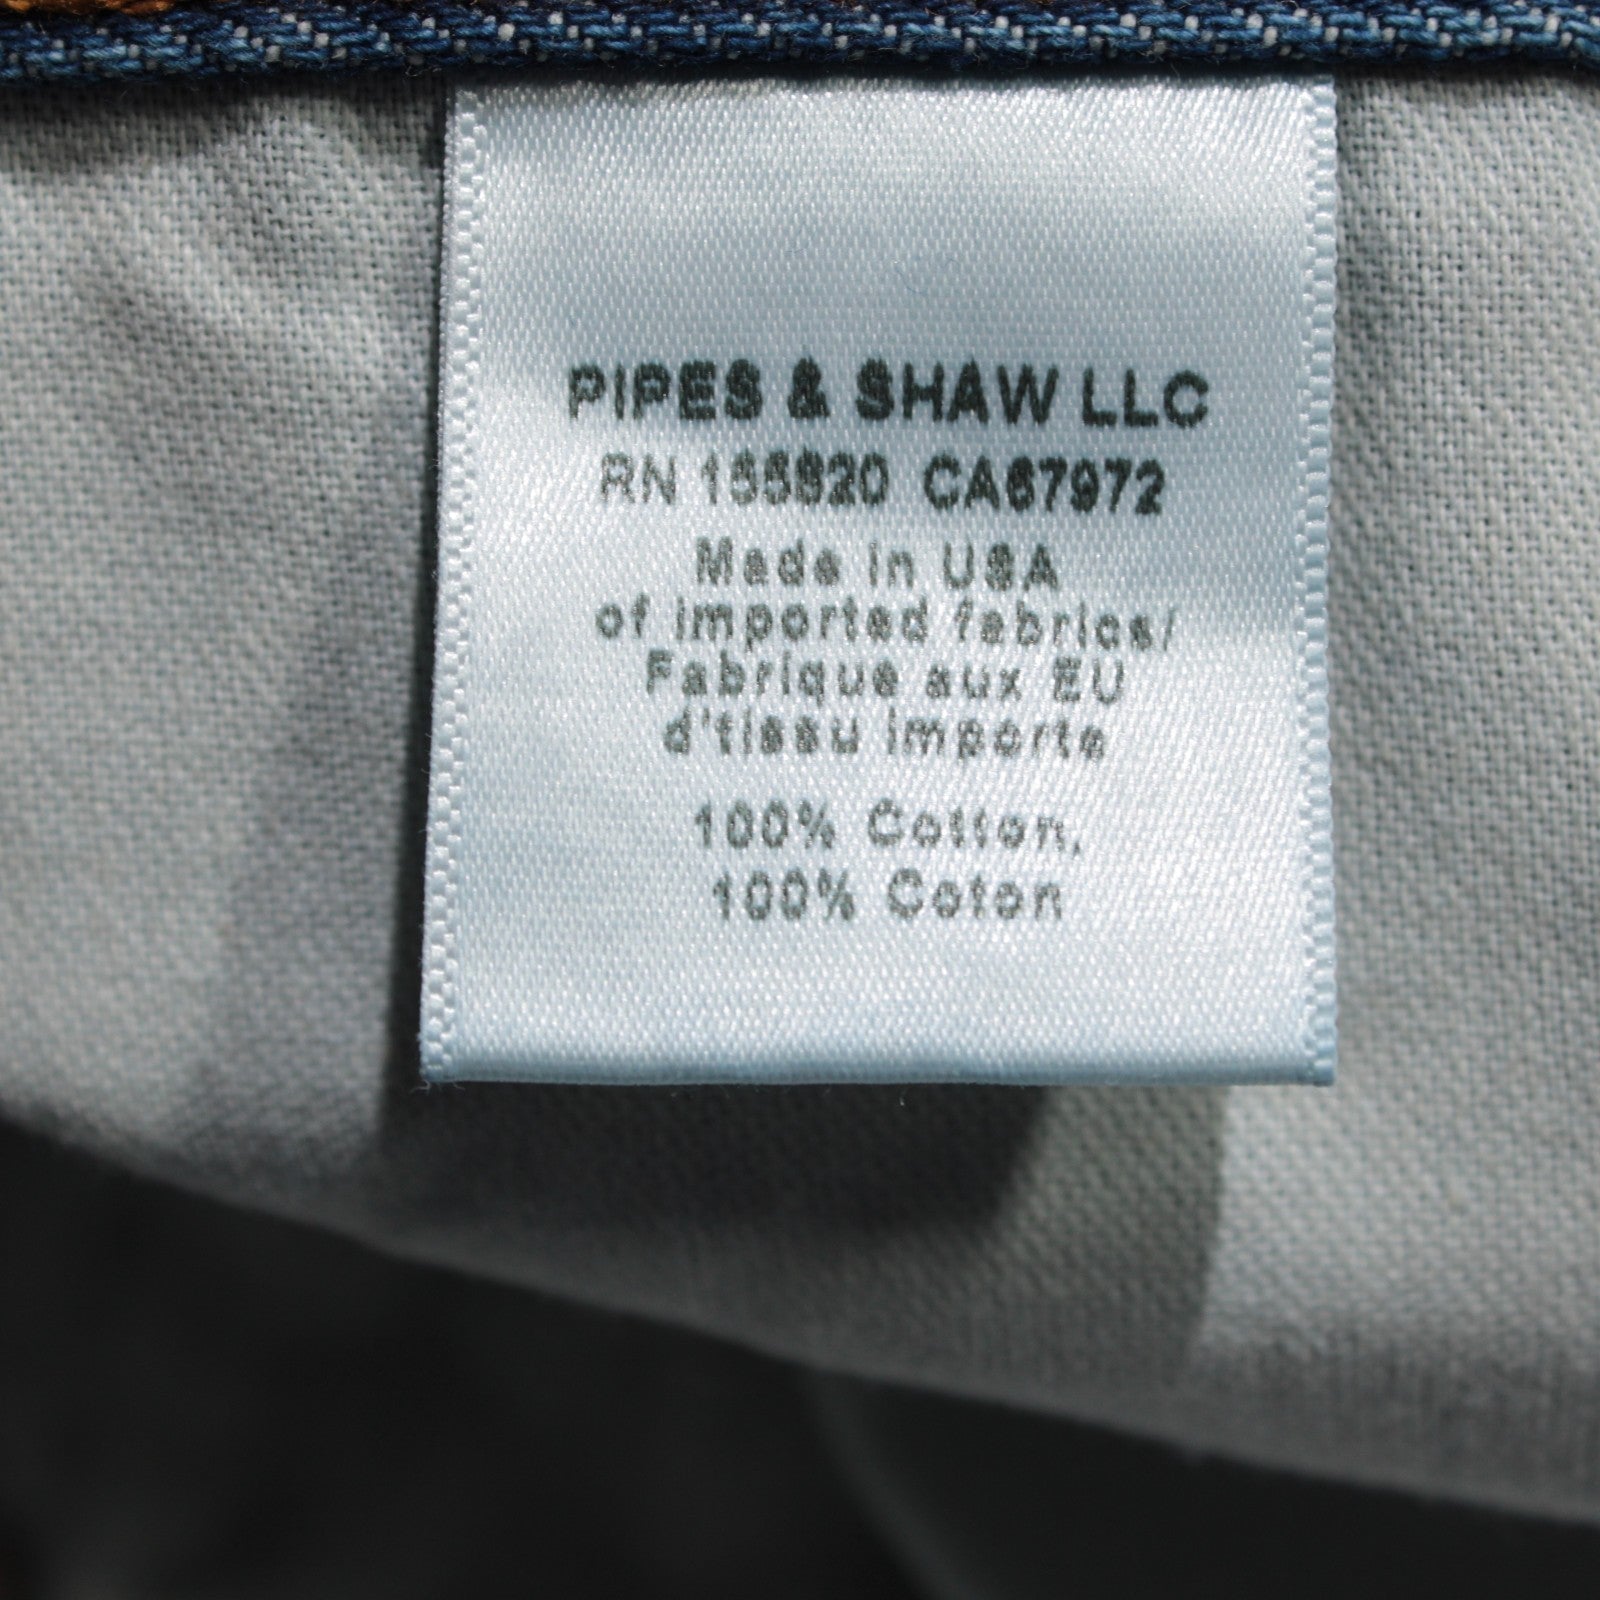 PIPES & SHAW LLC
RN 155820 CA67972
Made in USA
of imported fabrics/
Fabrique aux EU
d'tissu importe
100% Cotton,
100% Coton